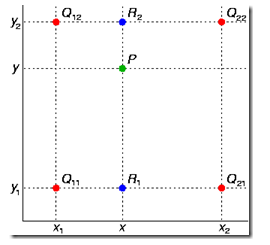 y₂ Q₁₂ R₂ Q₂₂
y P
y₁ Q₁₁ R₁ Q₂₁
x₁ x x₂